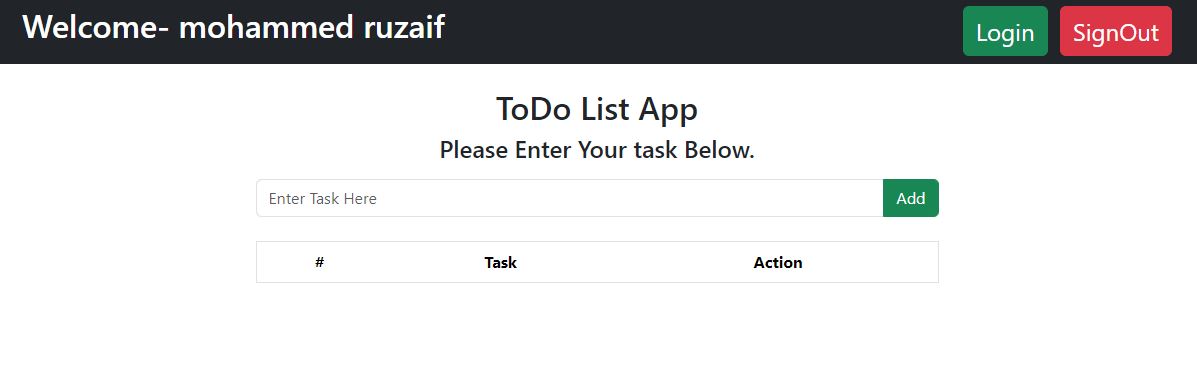 Welcome- mohammed ruzaif Login SignOut
ToDo List App
Please Enter Your task Below.
Enter Task Here Add
# Task Action